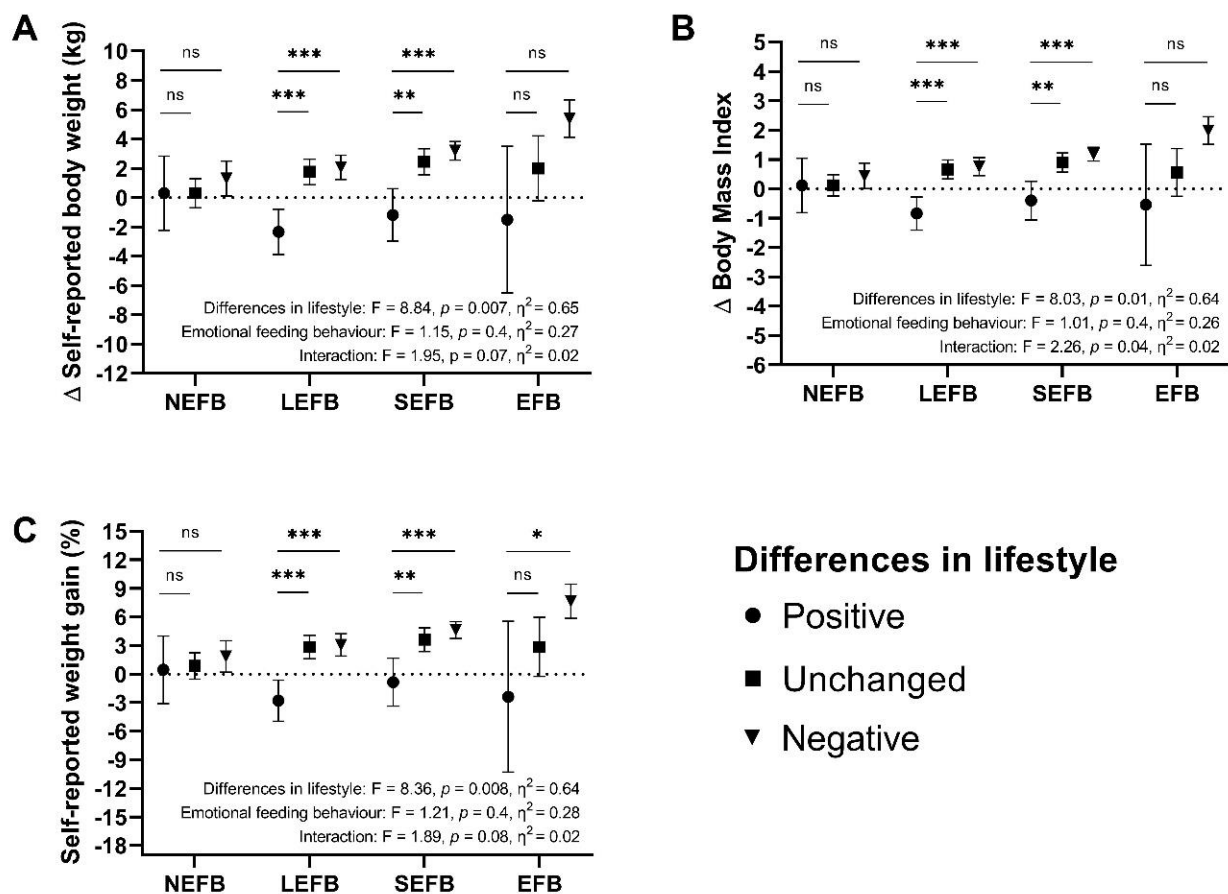 A
Δ Self-reported body weight (kg)
10
8
6
4
2
0
-2
-4
-6
-8
-10
-12
ns
ns
***
***
***
**
ns
ns
Differences in lifestyle: F = 8.84, p = 0.007, η² = 0.65
Emotional feeding behaviour: F = 1.15, p = 0.4, η² = 0.27
Interaction: F = 1.95, p = 0.07, η² = 0.02
NEFB LEFB SEFB EFB
B
Δ Body Mass Index
5
4
3
2
1
0
-1
-2
-3
-4
-5
-6
ns
ns
***
***
***
**
ns
ns
Differences in lifestyle: F = 8.03, p = 0.01, η² = 0.64
Emotional feeding behaviour: F = 1.01, p = 0.4, η² = 0.26
Interaction: F = 2.26, p = 0.04, η² = 0.02
NEFB LEFB SEFB EFB
C
Self-reported weight gain (%)
15
12
9
6
3
0
-3
-6
-9
-12
-15
-18
ns
ns
***
***
***
**
*
ns
Differences in lifestyle: F = 8.36, p = 0.008, η² = 0.64
Emotional feeding behaviour: F = 1.21, p = 0.4, η² = 0.28
Interaction: F = 1.89, p = 0.08, η² = 0.02
NEFB LEFB SEFB EFB
Differences in lifestyle
Positive
Unchanged
Negative